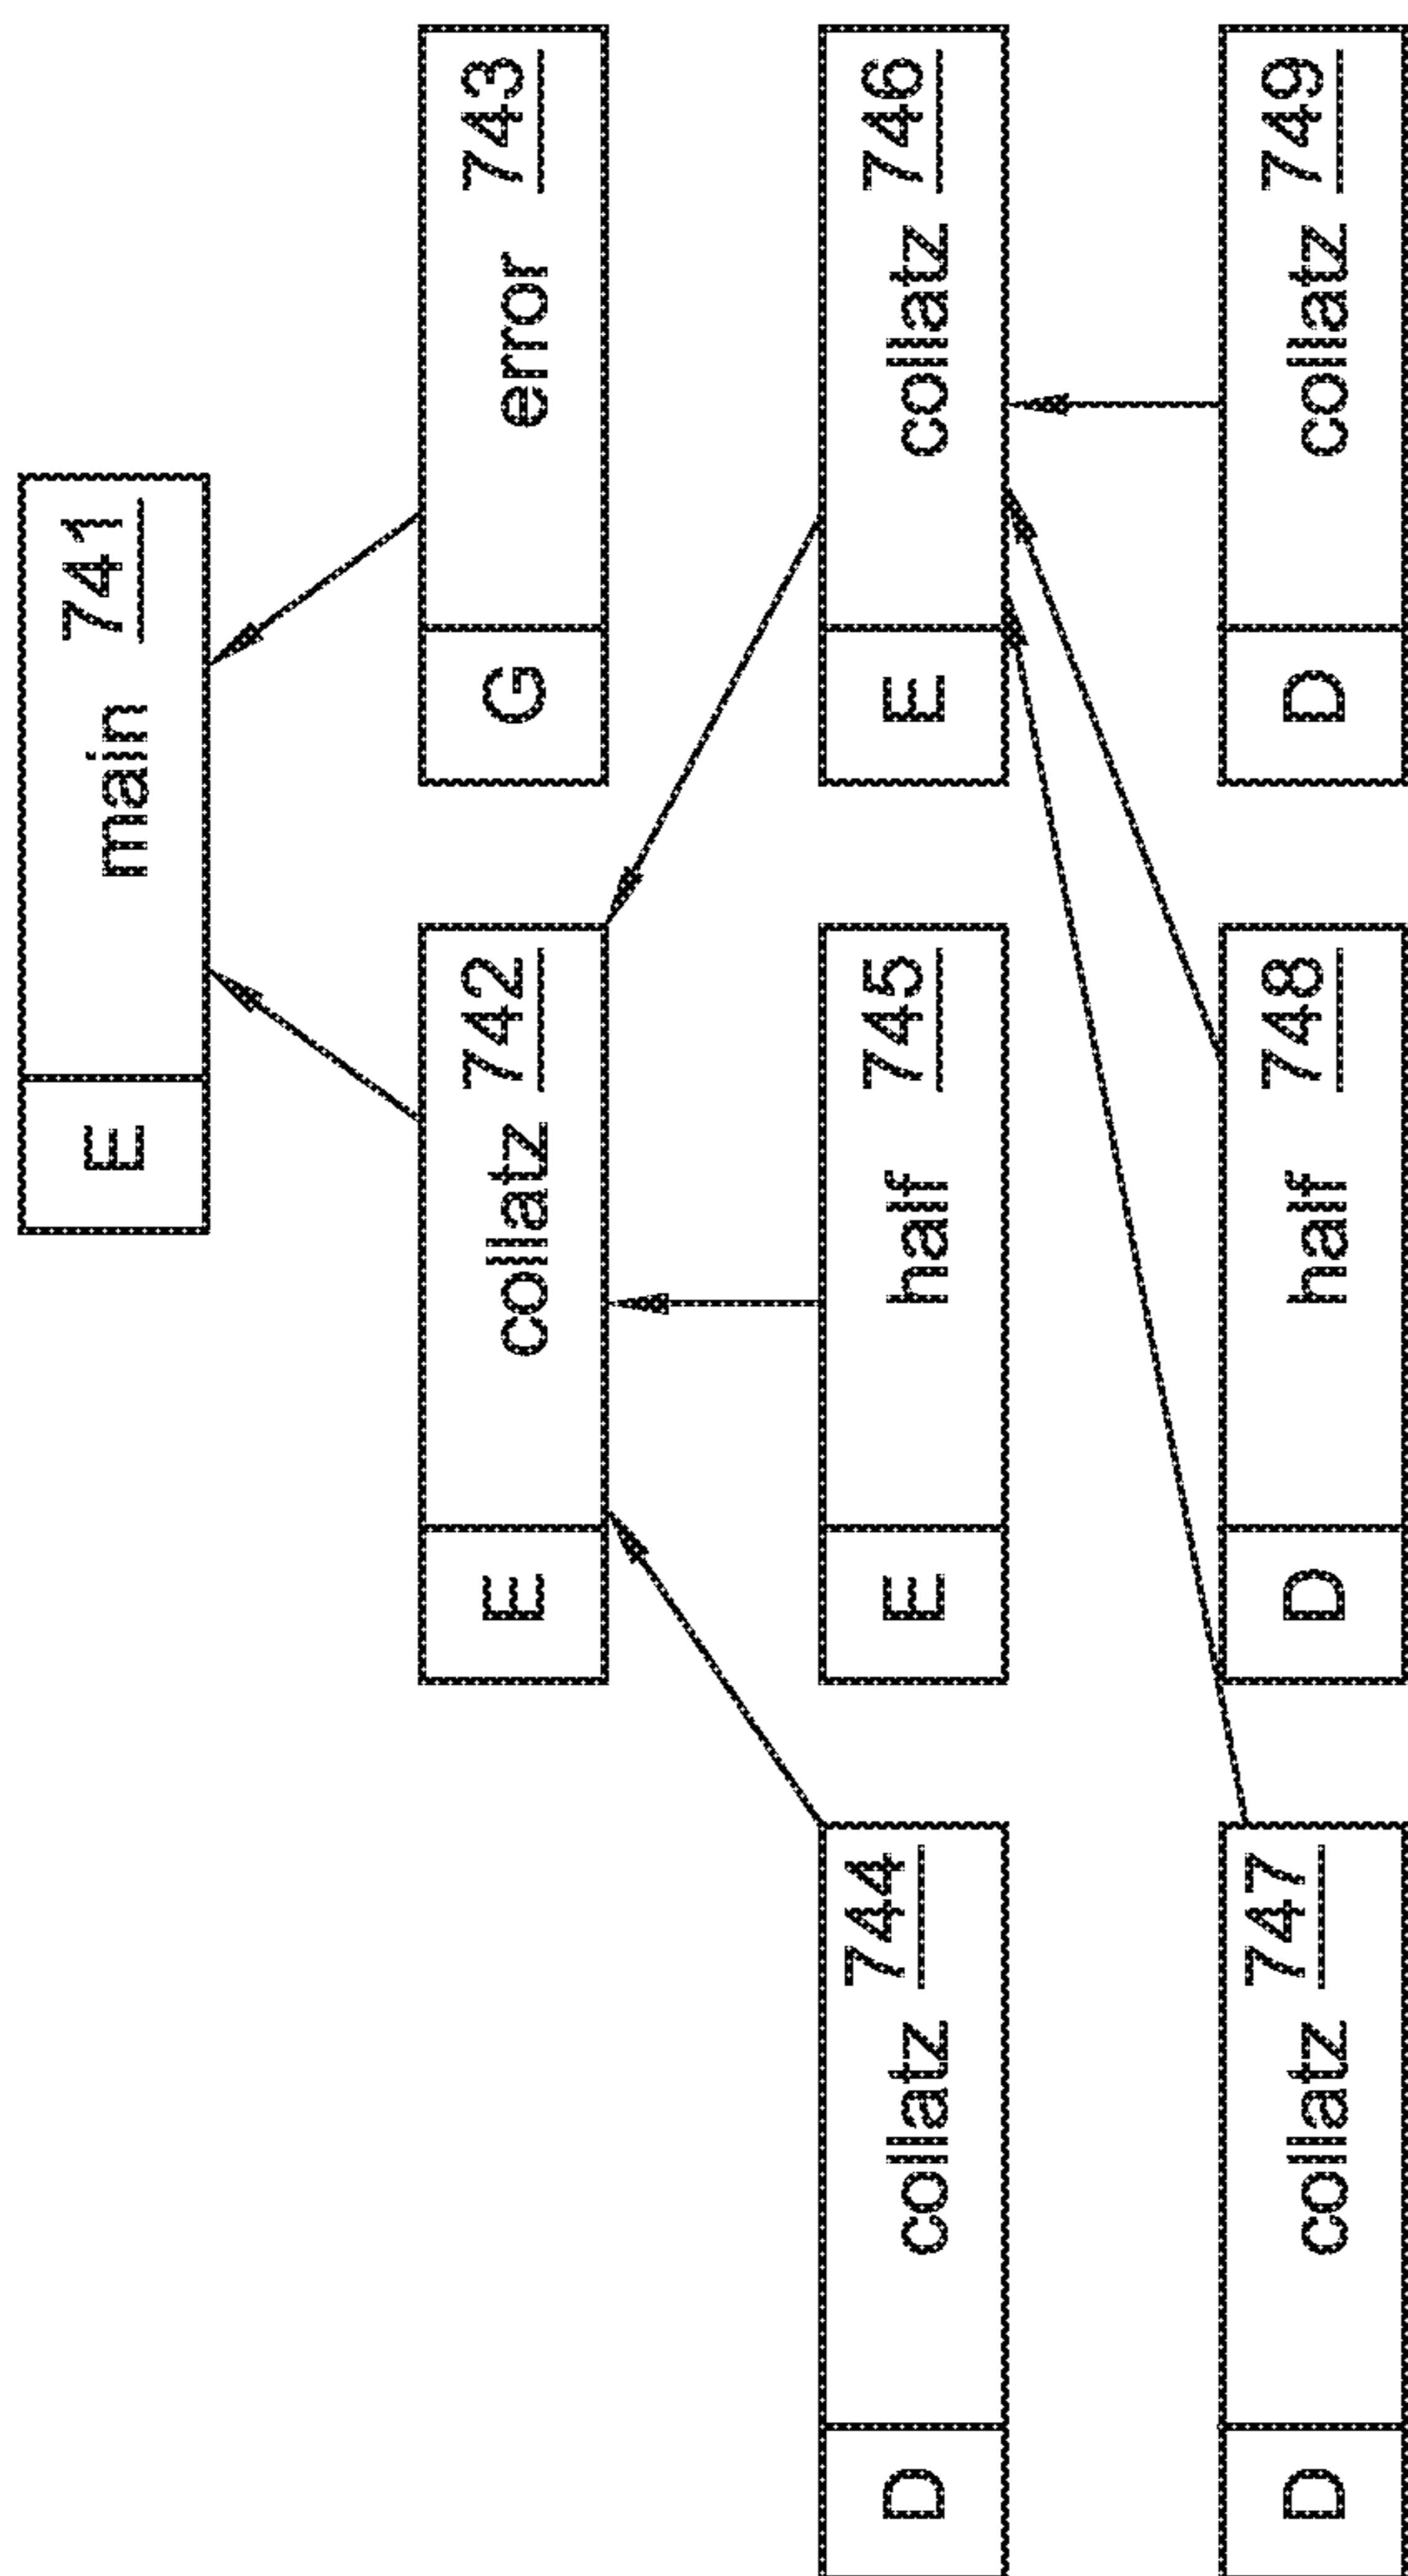 E main 741
E collatz 742
G error 743
D collatz 744
E half 745
E collatz 746
D collatz 747
D half 748
D collatz 749